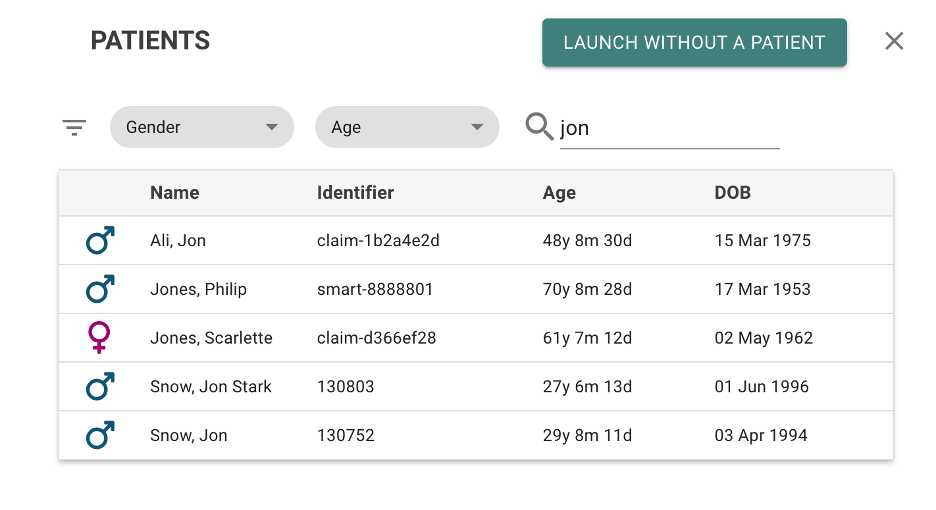 PATIENTS LAUNCH WITHOUT A PATIENT
Gender Age jon
Name Identifier Age DOB
Ali, Jon claim-1b2a4e2d 48y 8m 30d 15 Mar 1975
Jones, Philip smart-8888801 70y 8m 28d 17 Mar 1953
Jones, Scarlette claim-d366ef28 61y 7m 12d 02 May 1962
Snow, Jon Stark 130803 27y 6m 13d 01 Jun 1996
Snow, Jon 130752 29y 8m 11d 03 Apr 1994